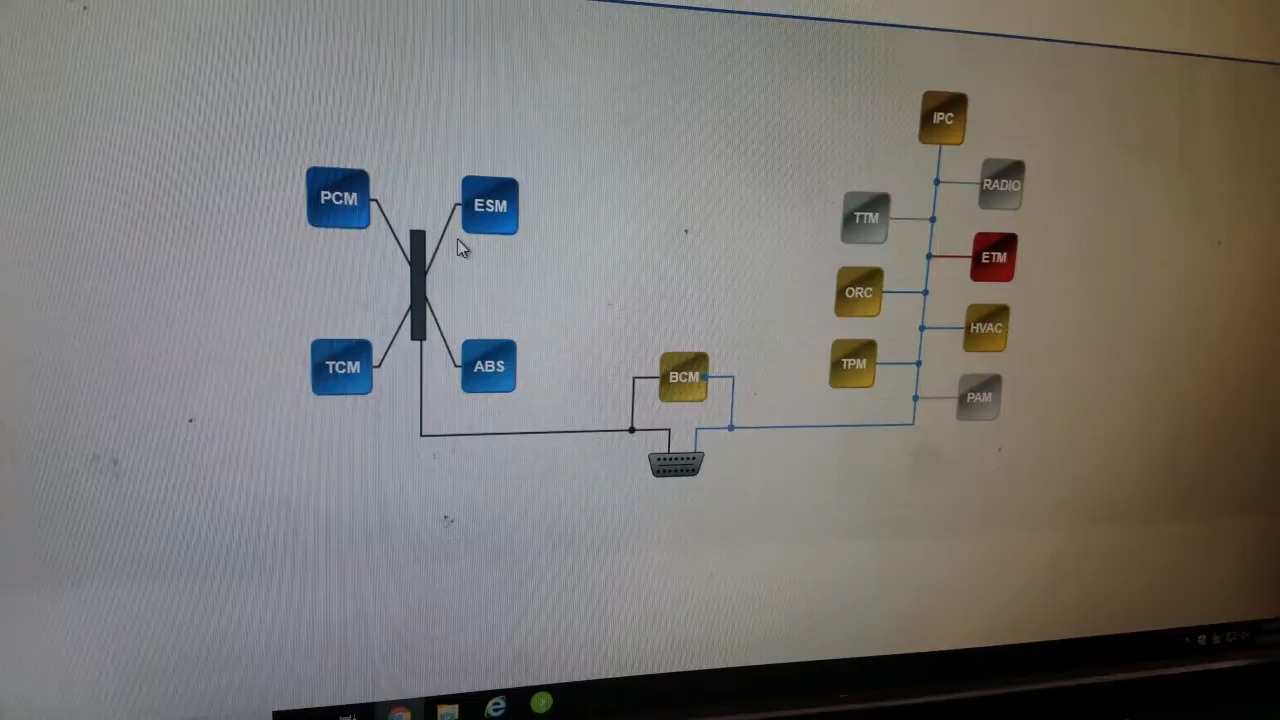 IPC
PCM
ESM
RADIO
TTM
ETM
ORC
HVAC
TCM
ABS
BCM
TPM
PAM